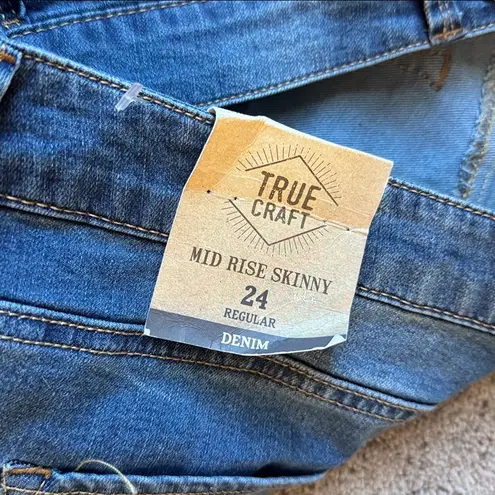 TRUE
CRAFT
MID RISE SKINNY
24
REGULAR
DENIM